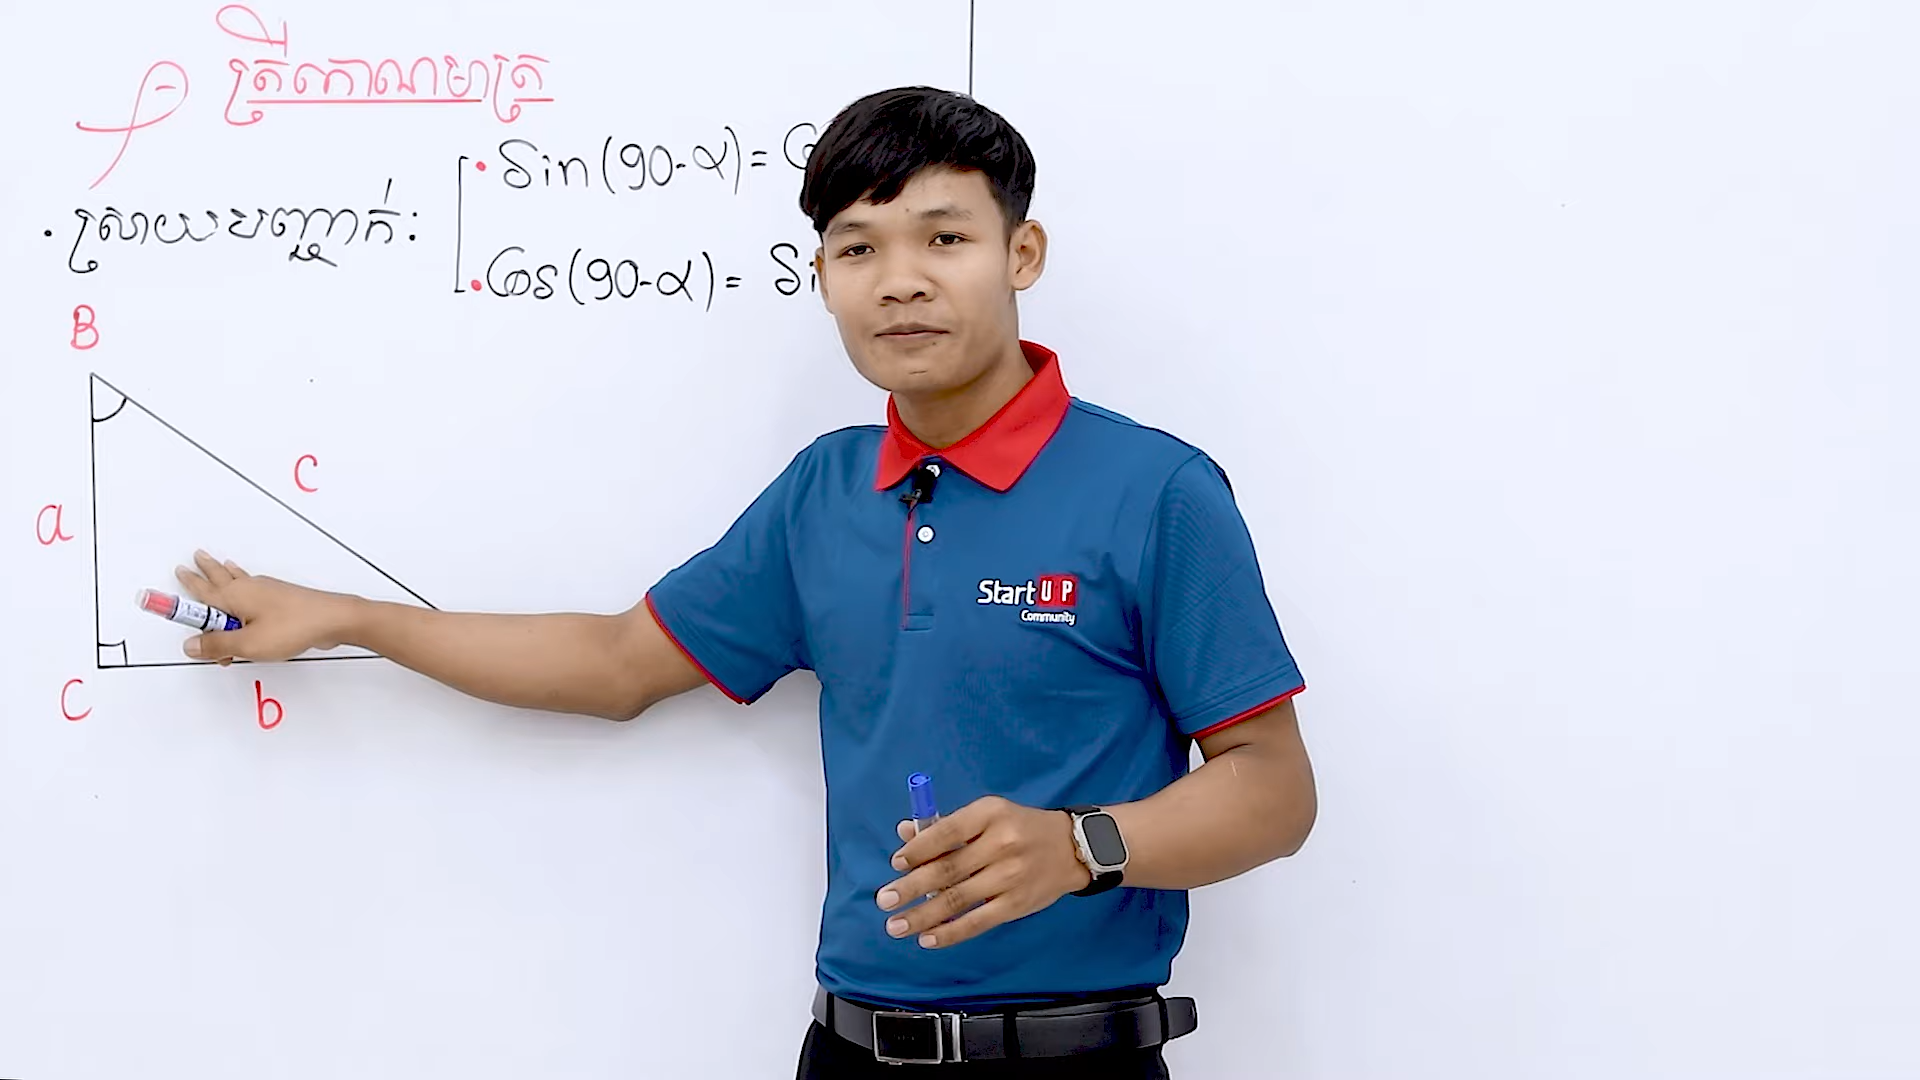 ត្រីកោណមាត្រ
• sin(90-α)=
• ស្រាយបញ្ជាក់:
• cos(90-α)= si
B
c
a
C
b
StartUP
Community